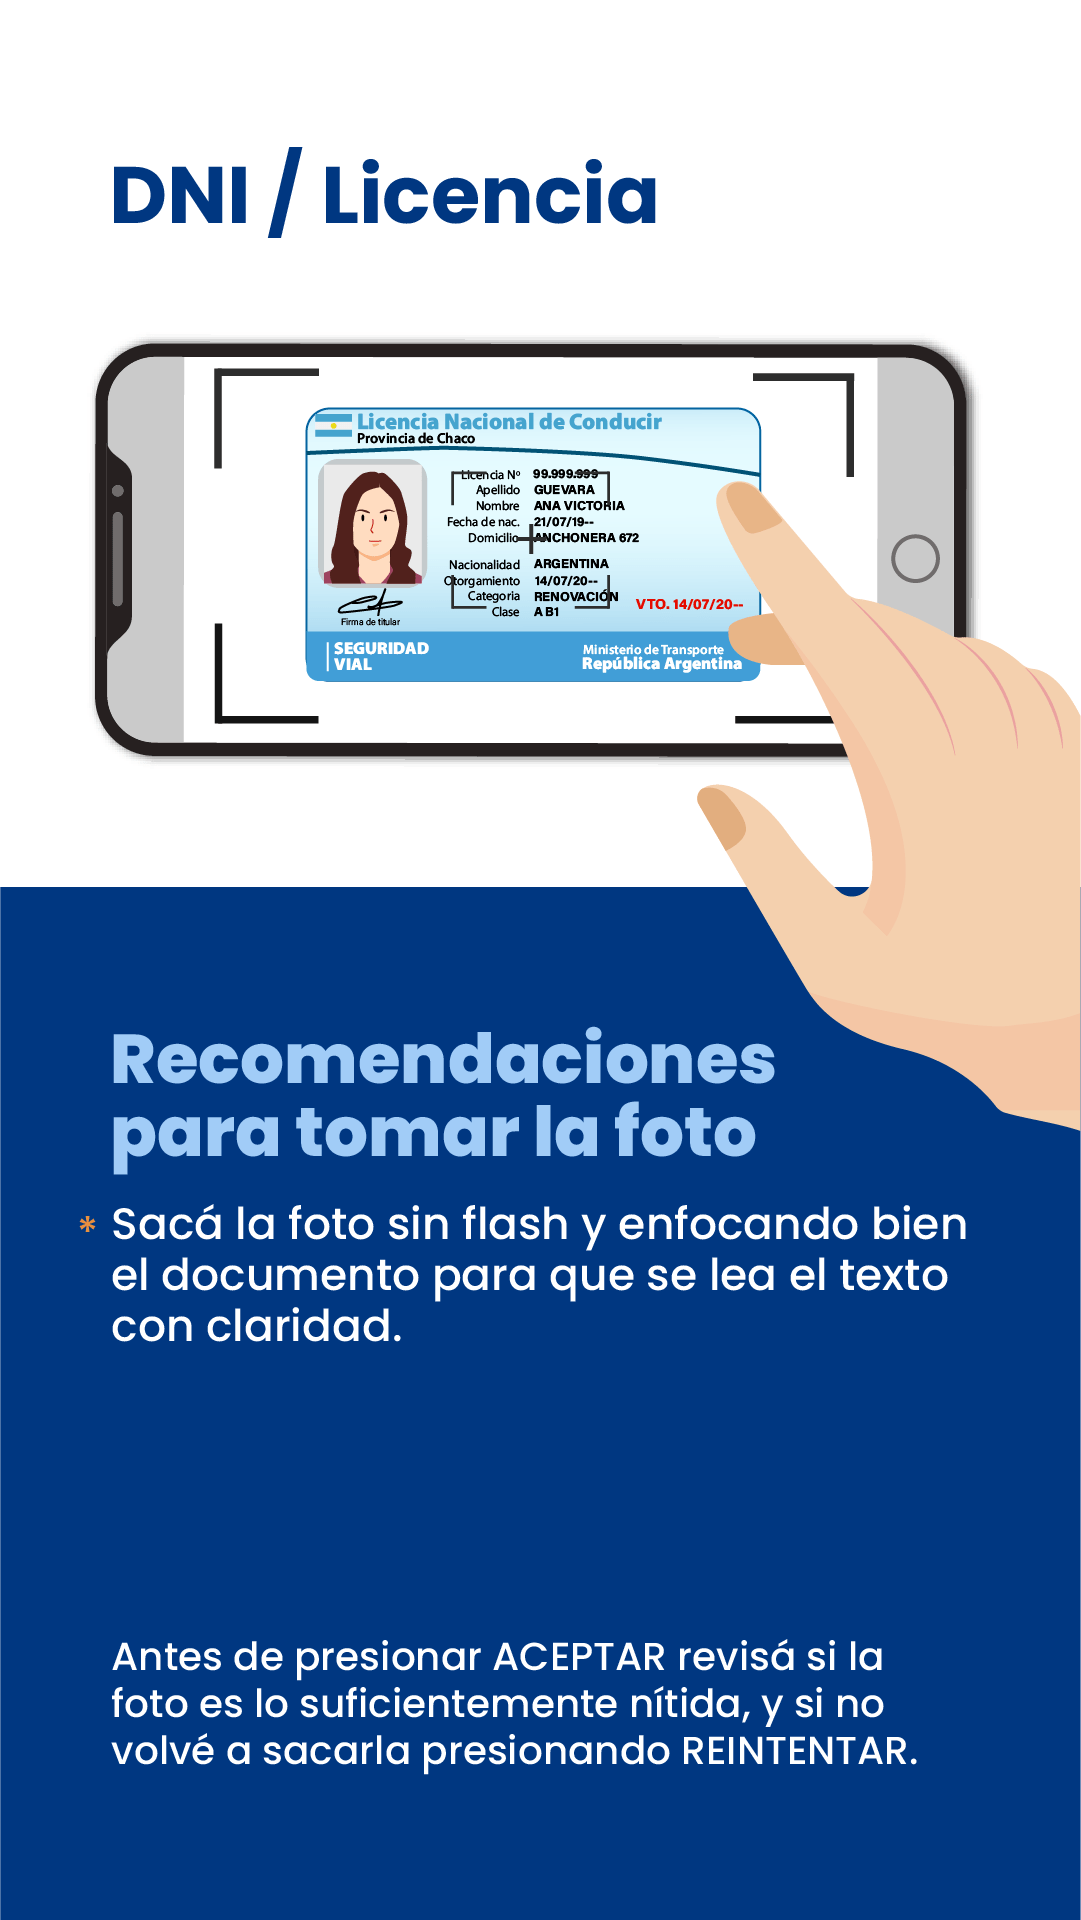 DNI / Licencia
Licencia Nacional de Conducir
Provincia de Chaco
Licencia Nº 99.999.999
Apellido GUEVARA
Nombre ANA VICTORIA
Fecha de nac. 21/07/19--
Domicilio ANCHONERA 672
Nacionalidad ARGENTINA
Otorgamiento 14/07/20--
Categoria RENOVACIÓN
Clase A B1
VTO. 14/07/20--
Firma de titular
SEGURIDAD
VIAL
Ministerio de Transporte
República Argentina
Recomendaciones
para tomar la foto
* Sacá la foto sin flash y enfocando bien
el documento para que se lea el texto
con claridad.
Antes de presionar ACEPTAR revisá si la
foto es lo suficientemente nítida, y si no
volvé a sacarla presionando REINTENTAR.